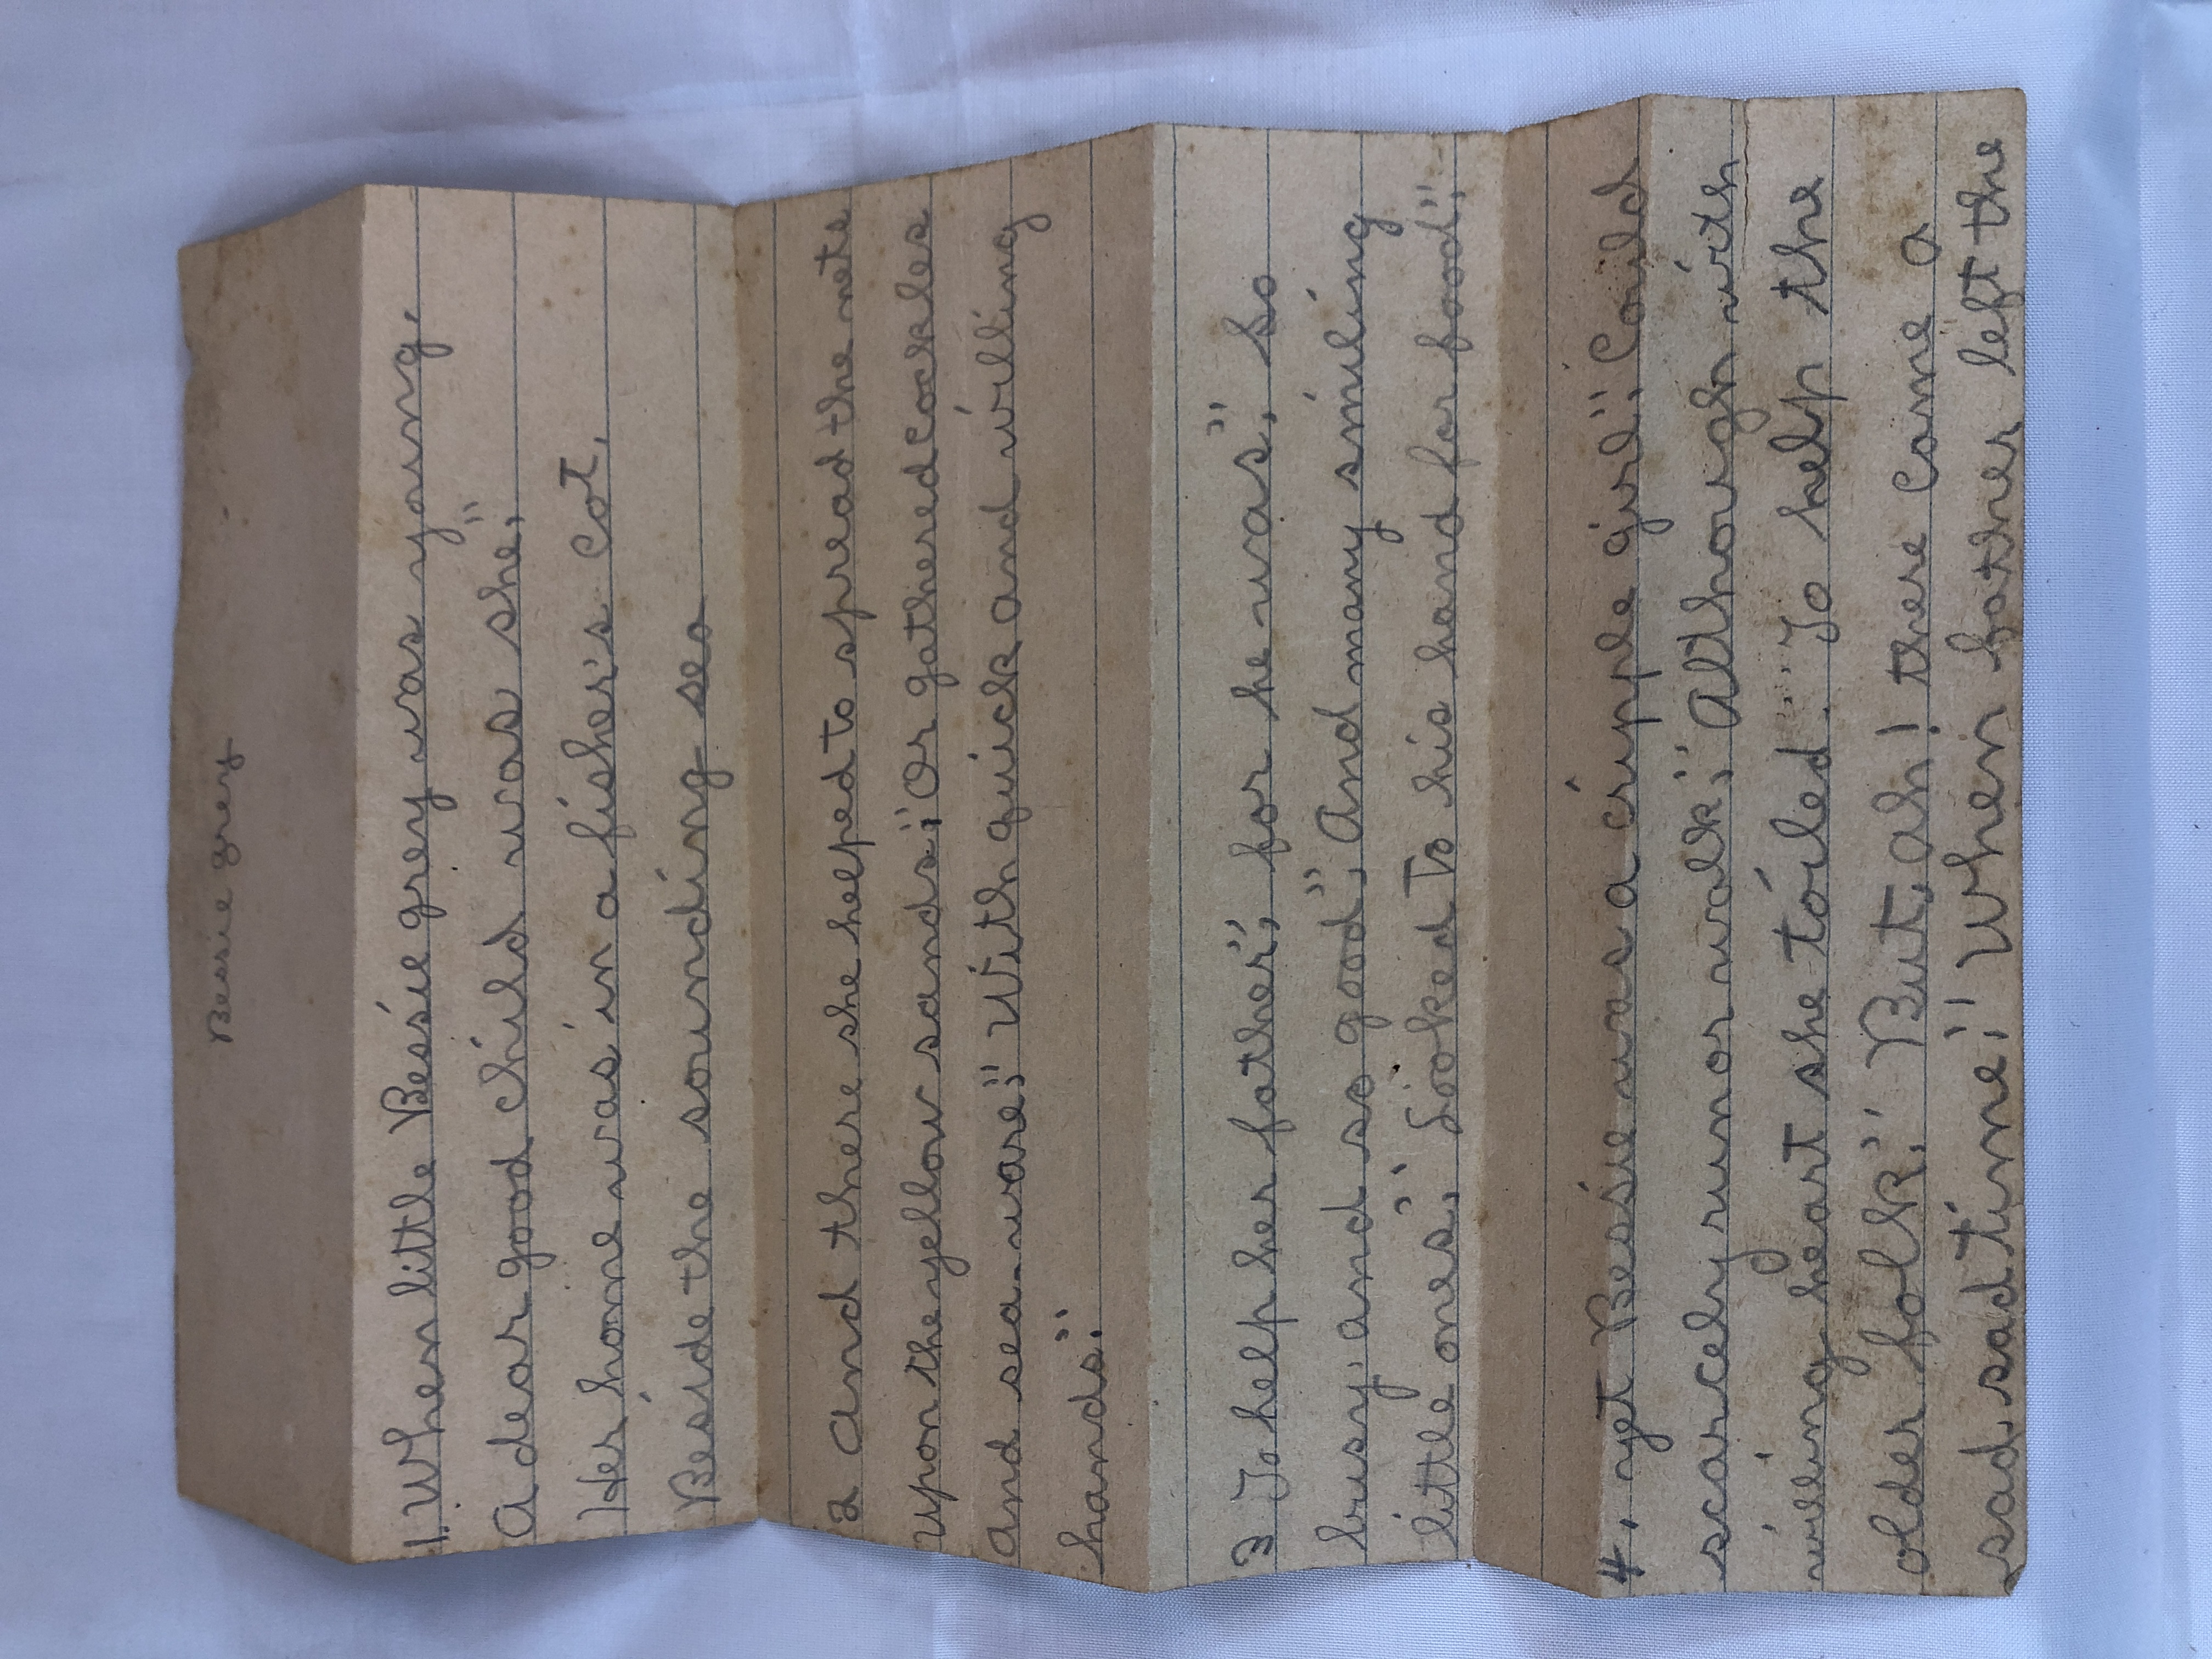 Bessie grey
1. When little Bessie grey was young.
A dear good child was she,"
Her home was in a fisher's cot,
Beside the sounding sea
2 And there she helped to spread the nets
upon the yellow sands;" Or gathered cockles
And sea-ware;" With quick and willing
hands."
3 To help her father", for he was," So
busy, and so good", And many smiling
little ones," Looked To his hand for food",
4. yet Bessie was a cripple girl", Could
scarcely run or walk;" Although with
willing heart she toiled." To help the
older folk." But, ah! there came a
sad, sad time," When father left the